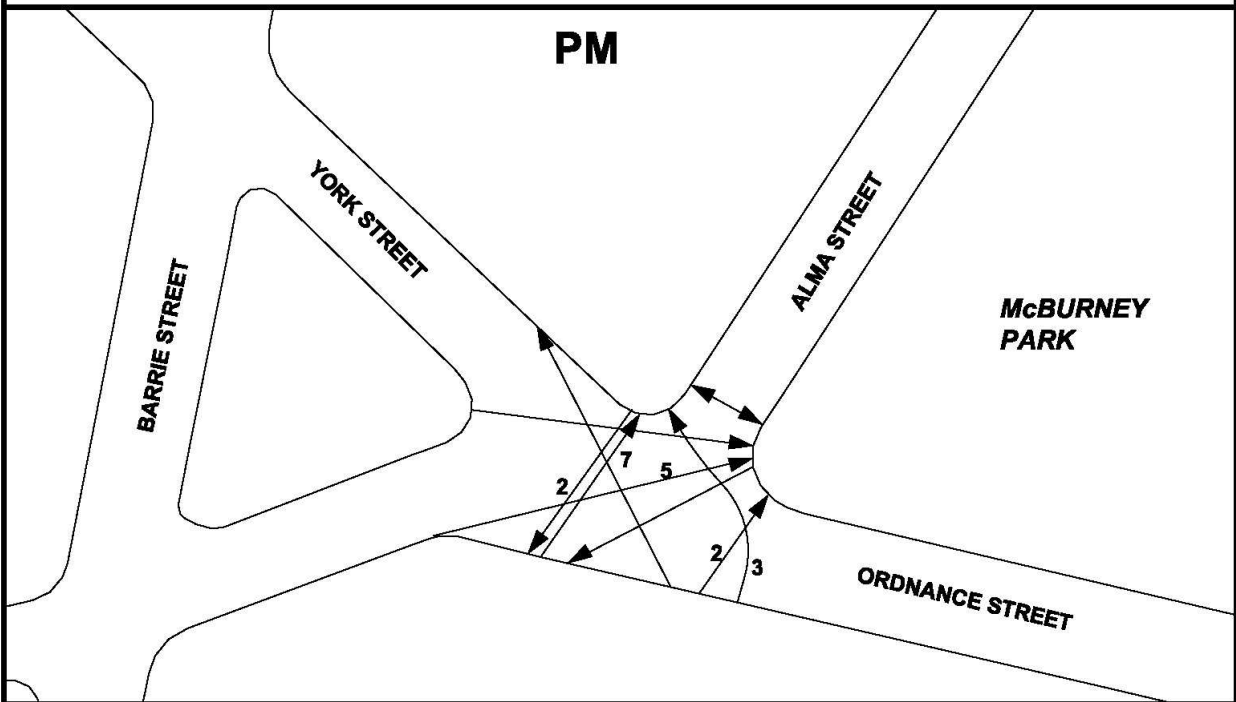 PM
YORK STREET
ALMA STREET
BARRIE STREET
McBURNEY
PARK
7
5
2
2
3
ORDNANCE STREET